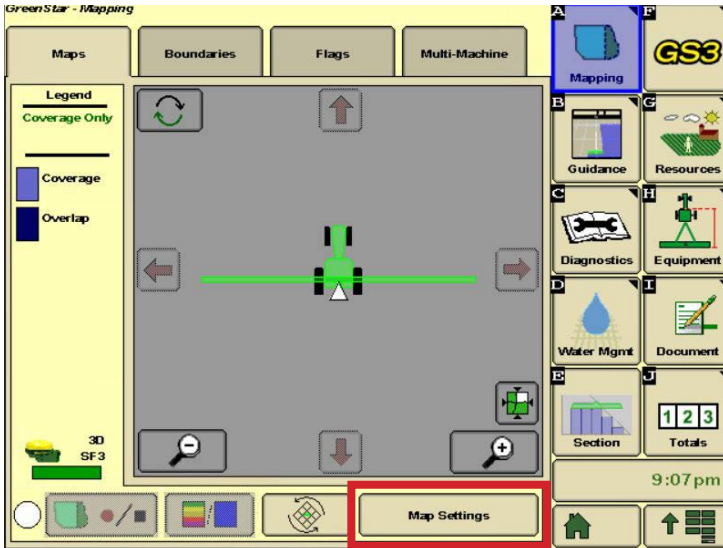 GreenStar - Mapping
Maps
Boundaries
Flags
Multi-Machine
Legend
Coverage Only
Coverage
Overlap
3D
SF3
Map Settings
A
Mapping
F
GS3
B
Guidance
G
Resources
C
Diagnostics
H
Equipment
D
Water Mgmt
I
Document
E
Section
J
1 2 3
Totals
9:07pm